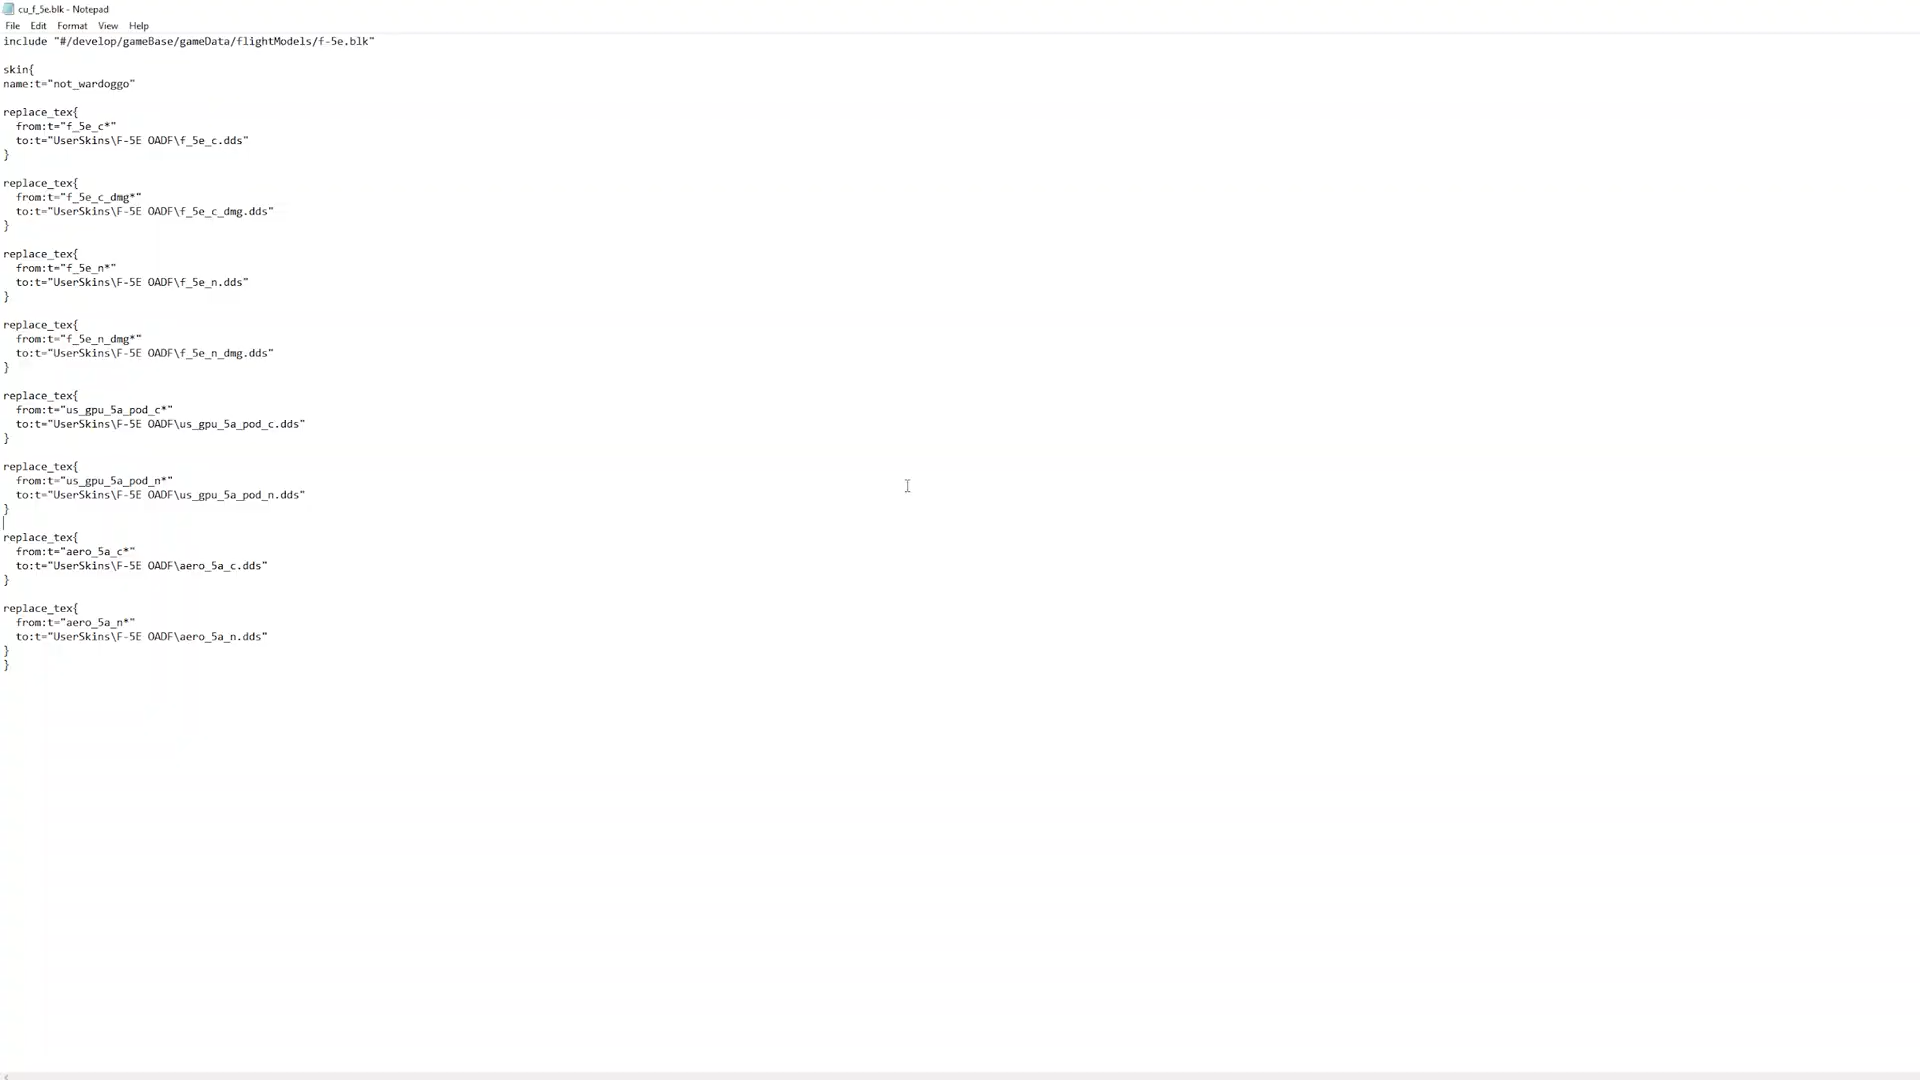 cu_f_5e.blk - Notepad
File Edit Format View Help
include "#/develop/gameBase/gameData/flightModels/f-5e.blk"
skin{
name:t="not_wardoggo"
replace_tex{
from:t="f_5e_c*"
to:t="UserSkins\F-5E OADF\f_5e_c.dds"
}
replace_tex{
from:t="f_5e_c_dmg*"
to:t="UserSkins\F-5E OADF\f_5e_c_dmg.dds"
}
replace_tex{
from:t="f_5e_n*"
to:t="UserSkins\F-5E OADF\f_5e_n.dds"
}
replace_tex{
from:t="f_5e_n_dmg*"
to:t="UserSkins\F-5E OADF\f_5e_n_dmg.dds"
}
replace_tex{
from:t="us_gpu_5a_pod_c*"
to:t="UserSkins\F-5E OADF\us_gpu_5a_pod_c.dds"
}
replace_tex{
from:t="us_gpu_5a_pod_n*"
to:t="UserSkins\F-5E OADF\us_gpu_5a_pod_n.dds"
}
replace_tex{
from:t="aero_5a_c*"
to:t="UserSkins\F-5E OADF\aero_5a_c.dds"
}
replace_tex{
from:t="aero_5a_n*"
to:t="UserSkins\F-5E OADF\aero_5a_n.dds"
}
}